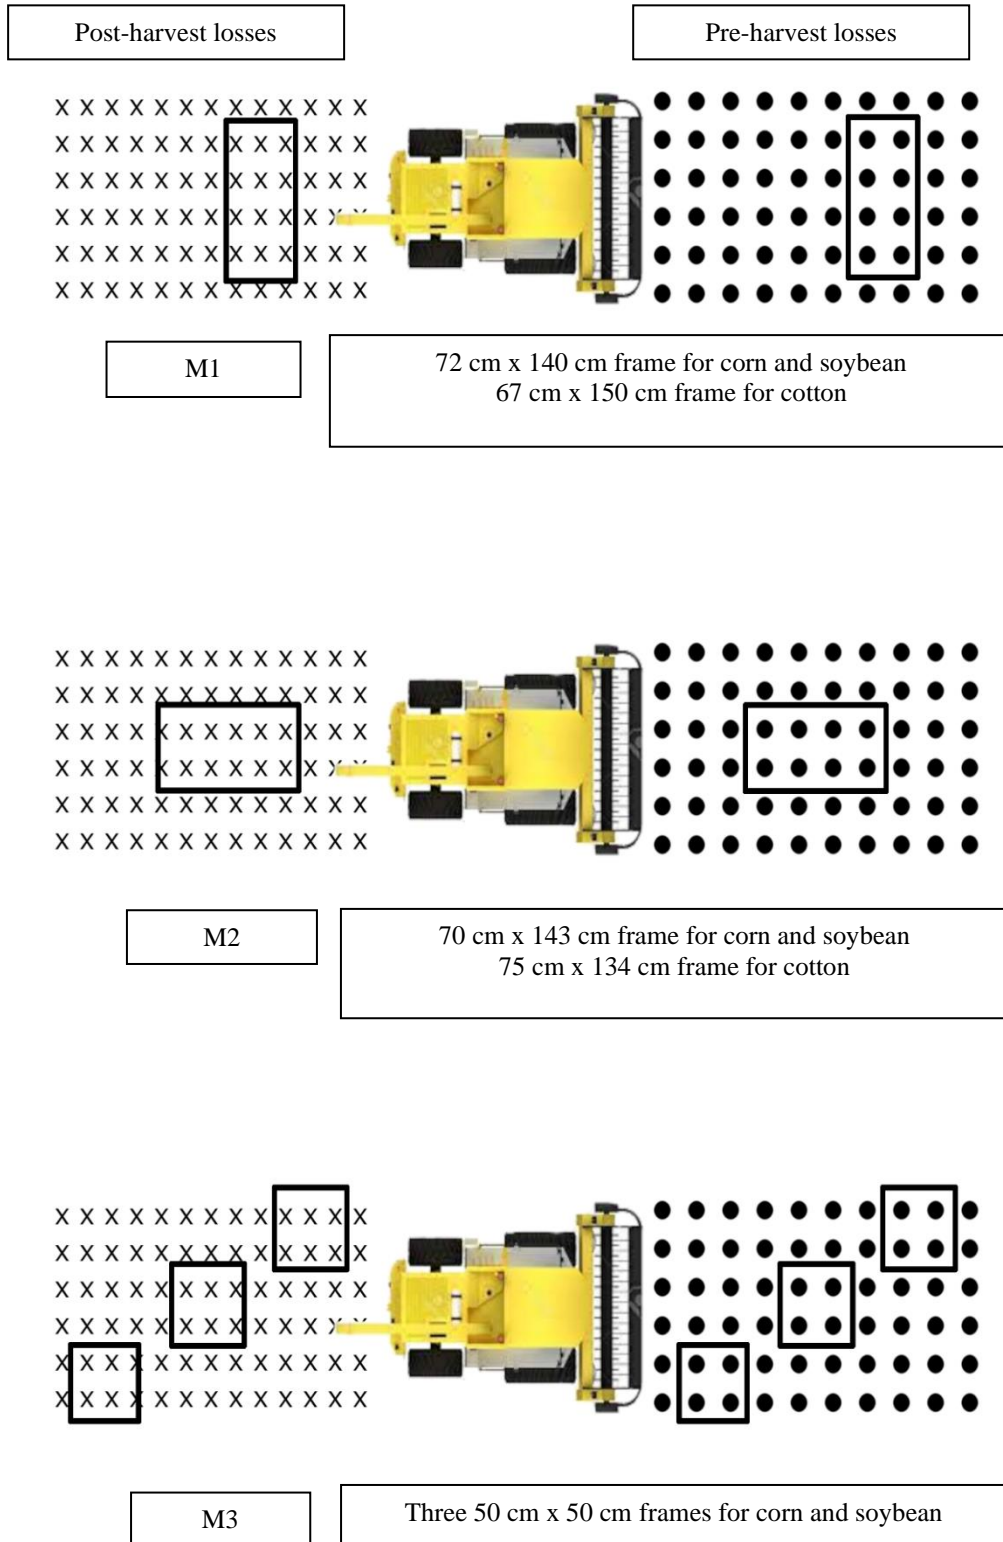 Post-harvest losses
Pre-harvest losses
X X X X X X X X X X X X X
X X X X X X X X X X X X X
X X X X X X X X X X X X X
X X X X X X X X X X X X
X X X X X X X X X X X X X
X X X X X X X X X X X X X
M1
72 cm x 140 cm frame for corn and soybean
67 cm x 150 cm frame for cotton
X X X X X X X X X X X X X
X X X X X X X X X X X X X
X X X X X X X X X X X X X
X X X X X X X X X X X X
X X X X X X X X X X X X X
X X X X X X X X X X X X X
M2
70 cm x 143 cm frame for corn and soybean
75 cm x 134 cm frame for cotton
X X X X X X X X X X X X X
X X X X X X X X X X X X X
X X X X X X X X X X X X X
X X X X X X X X X X X X
X X X X X X X X X X X X X
X X X X X X X X X X X X X
M3
Three 50 cm x 50 cm frames for corn and soybean